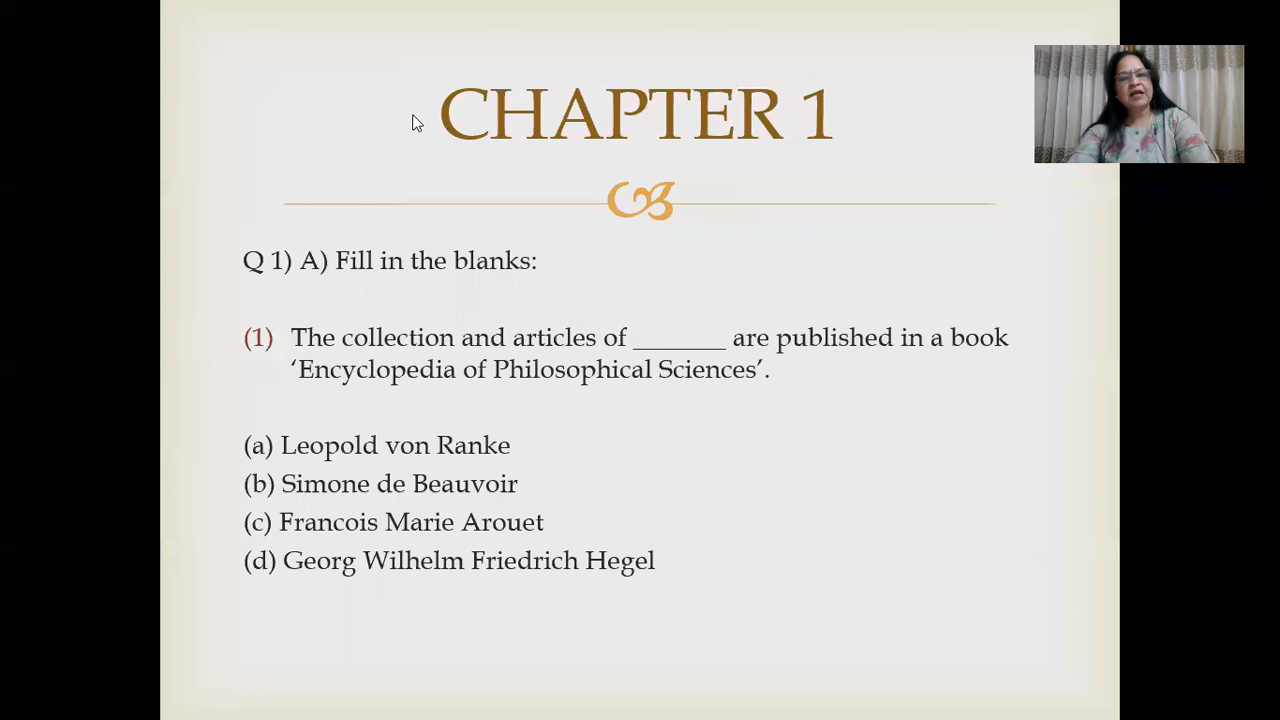 CHAPTER 1
Q 1) A) Fill in the blanks:
(1) The collection and articles of _______ are published in a book
‘Encyclopedia of Philosophical Sciences’.
(a) Leopold von Ranke
(b) Simone de Beauvoir
(c) Francois Marie Arouet
(d) Georg Wilhelm Friedrich Hegel